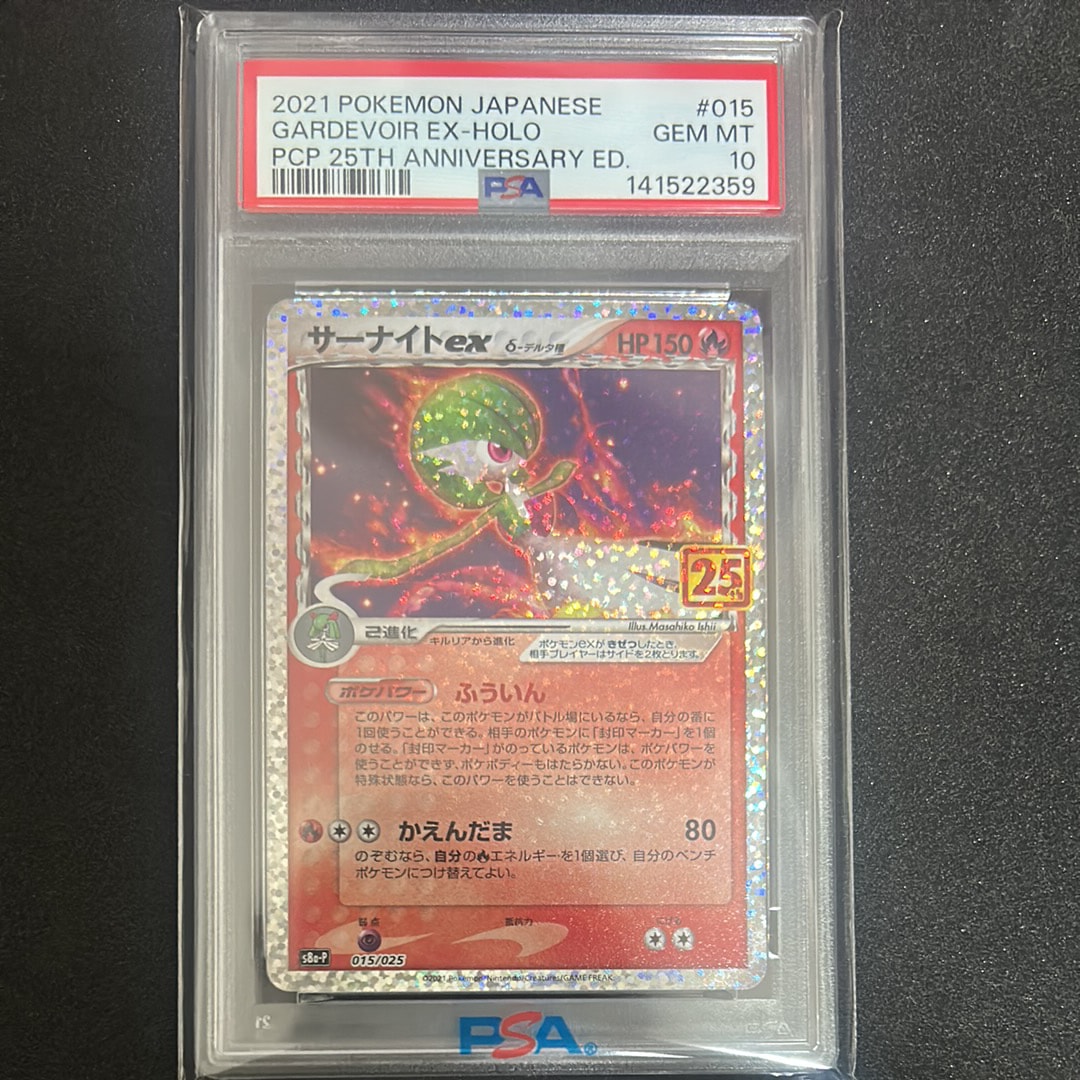 2021 POKEMON JAPANESE #015
GARDEVOIR EX-HOLO GEM MT
PCP 25TH ANNIVERSARY ED. 10
PSA 141522359
サーナイトex δ-デルタ種 HP150
25
Illus. Masahiko Ishii
2進化 キルリアから進化
ポケモンexが きぜつしたとき、
相手プレイヤーはサイドを2枚とります。
ポケパワー ふういん
このパワーは、このポケモンがバトル場にいるなら、自分の番に
1回使うことができる。相手のポケモンに「封印マーカー」を1個
のせる。「封印マーカー」がのっているポケモンは、ポケパワーを
使うことができず、ポケボディーもはたらかない。このポケモンが
特殊状態なら、このパワーを使うことはできない。
かえんだま 80
のぞむなら、自分のエネルギーを1個選び、自分のベンチ
ポケモンにつけ替えてよい。
弱点 抵抗力 にげる
s8a-P 015/025
©2021 Pokémon/Nintendo/Creatures/GAME FREAK
PSA®